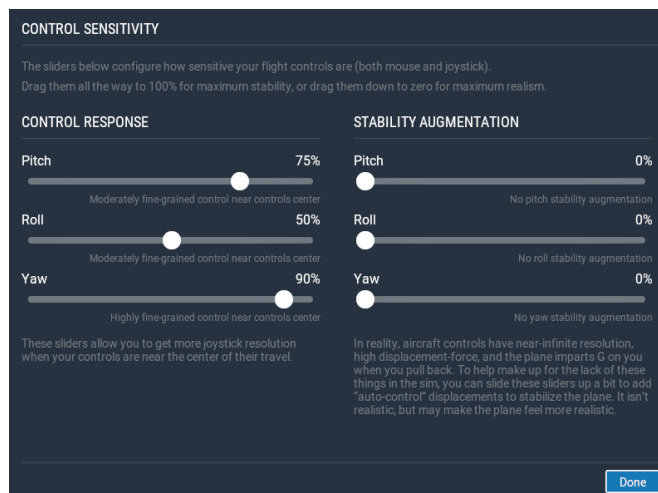 CONTROL SENSITIVITY
The sliders below configure how sensitive your flight controls are (both mouse and joystick).
Drag them all the way to 100% for maximum stability, or drag them down to zero for maximum realism.
CONTROL RESPONSE
Pitch 75%
Moderately fine-grained control near controls center
Roll 50%
Moderately fine-grained control near controls center
Yaw 90%
Highly fine-grained control near controls center
These sliders allow you to get more joystick resolution
when your controls are near the center of their travel.
STABILITY AUGMENTATION
Pitch 0%
No pitch stability augmentation
Roll 0%
No roll stability augmentation
Yaw 0%
No yaw stability augmentation
In reality, aircraft controls have near-infinite resolution,
high displacement-force, and the plane imparts G on you
when you pull back. To help make up for the lack of these
things in the sim, you can slide these sliders up a bit to add
“auto-control” displacements to stabilize the plane. It isn't
realistic, but may make the plane feel more realistic.
Done